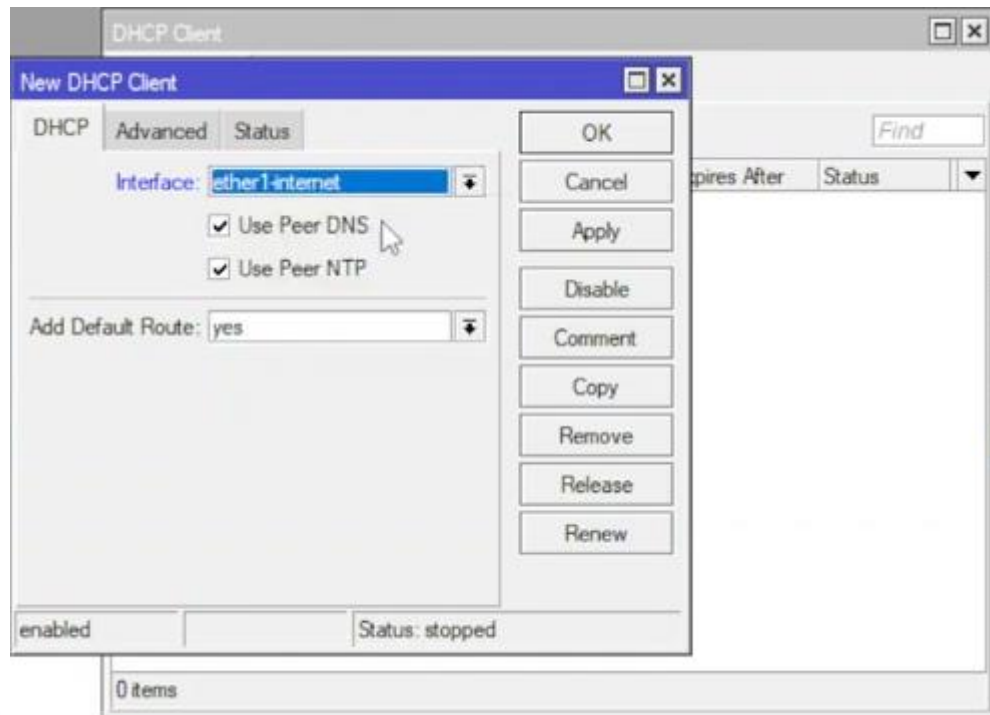 DHCP Client
New DHCP Client
DHCP Advanced Status
OK
Find
Interface: ether1-internet
Cancel
pires After Status
Use Peer DNS
Apply
Use Peer NTP
Disable
Add Default Route: yes
Comment
Copy
Remove
Release
Renew
enabled
Status: stopped
0 items